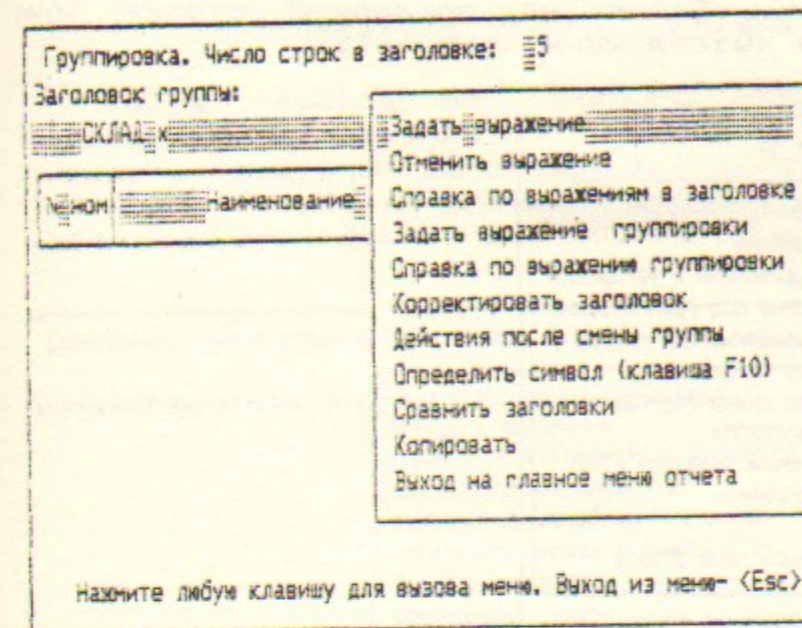 Группировка. Число строк в заголовке: 5
Заголовок группы:
СКЛАД x
№ ном Наименование
Задать выражение
Отменить выражение
Справка по выражениям в заголовке
Задать выражение группировки
Справка по выражению группировки
Корректировать заголовок
Действия после смены группы
Определить символ (клавиша F10)
Сравнить заголовки
Копировать
Выход на главное меню отчета
Нажмите любую клавишу для вызова меню. Выход из меню- <Esc>